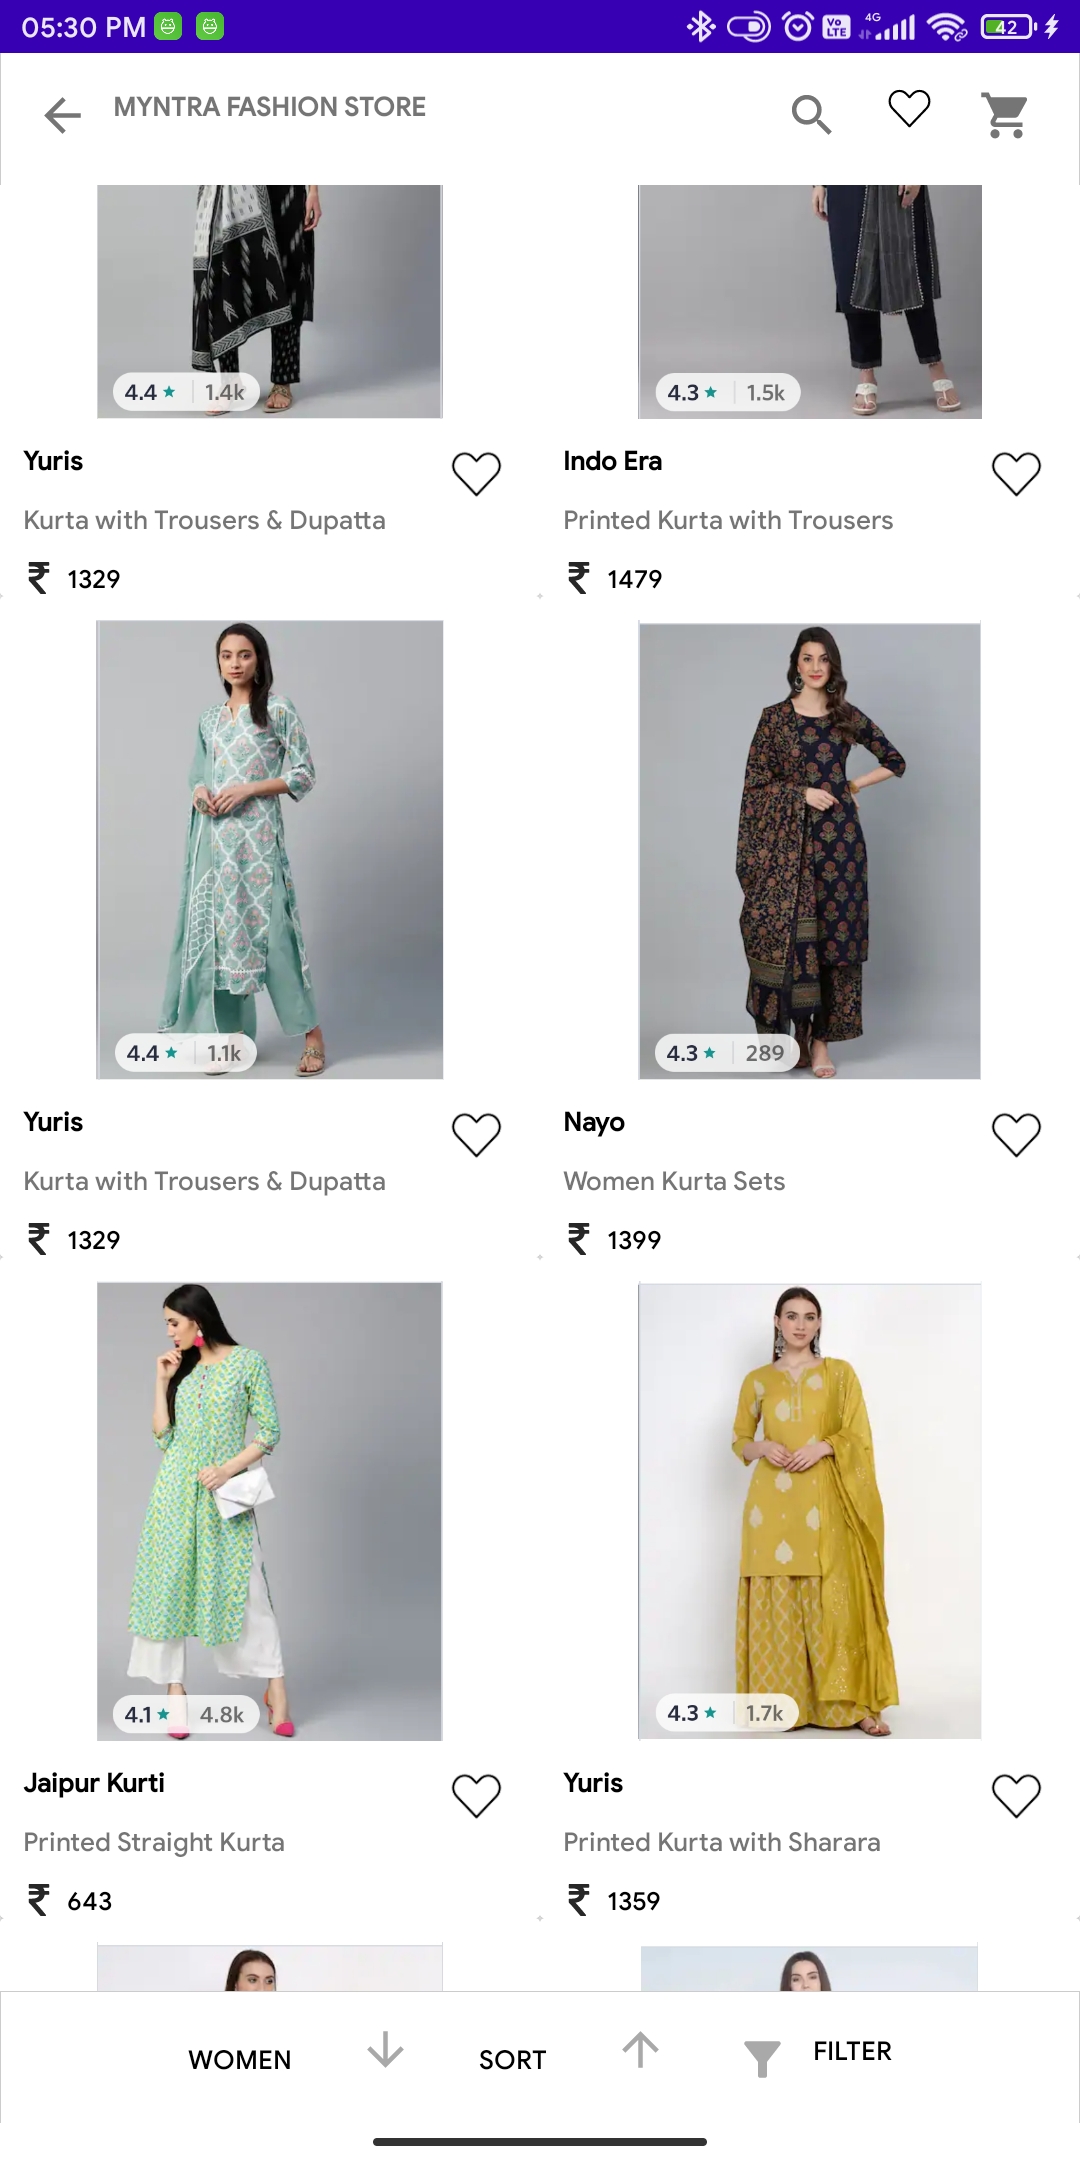 05:30 PM
VoLTE 4G 42
MYNTRA FASHION STORE
4.4 ★ | 1.4k
4.3 ★ | 1.5k
Yuris
Indo Era
Kurta with Trousers & Dupatta
Printed Kurta with Trousers
₹ 1329
₹ 1479
4.4 ★ | 1.1k
4.3 ★ | 289
Yuris
Nayo
Kurta with Trousers & Dupatta
Women Kurta Sets
₹ 1329
₹ 1399
4.1 ★ | 4.8k
4.3 ★ | 1.7k
Jaipur Kurti
Yuris
Printed Straight Kurta
Printed Kurta with Sharara
₹ 643
₹ 1359
WOMEN
SORT
FILTER